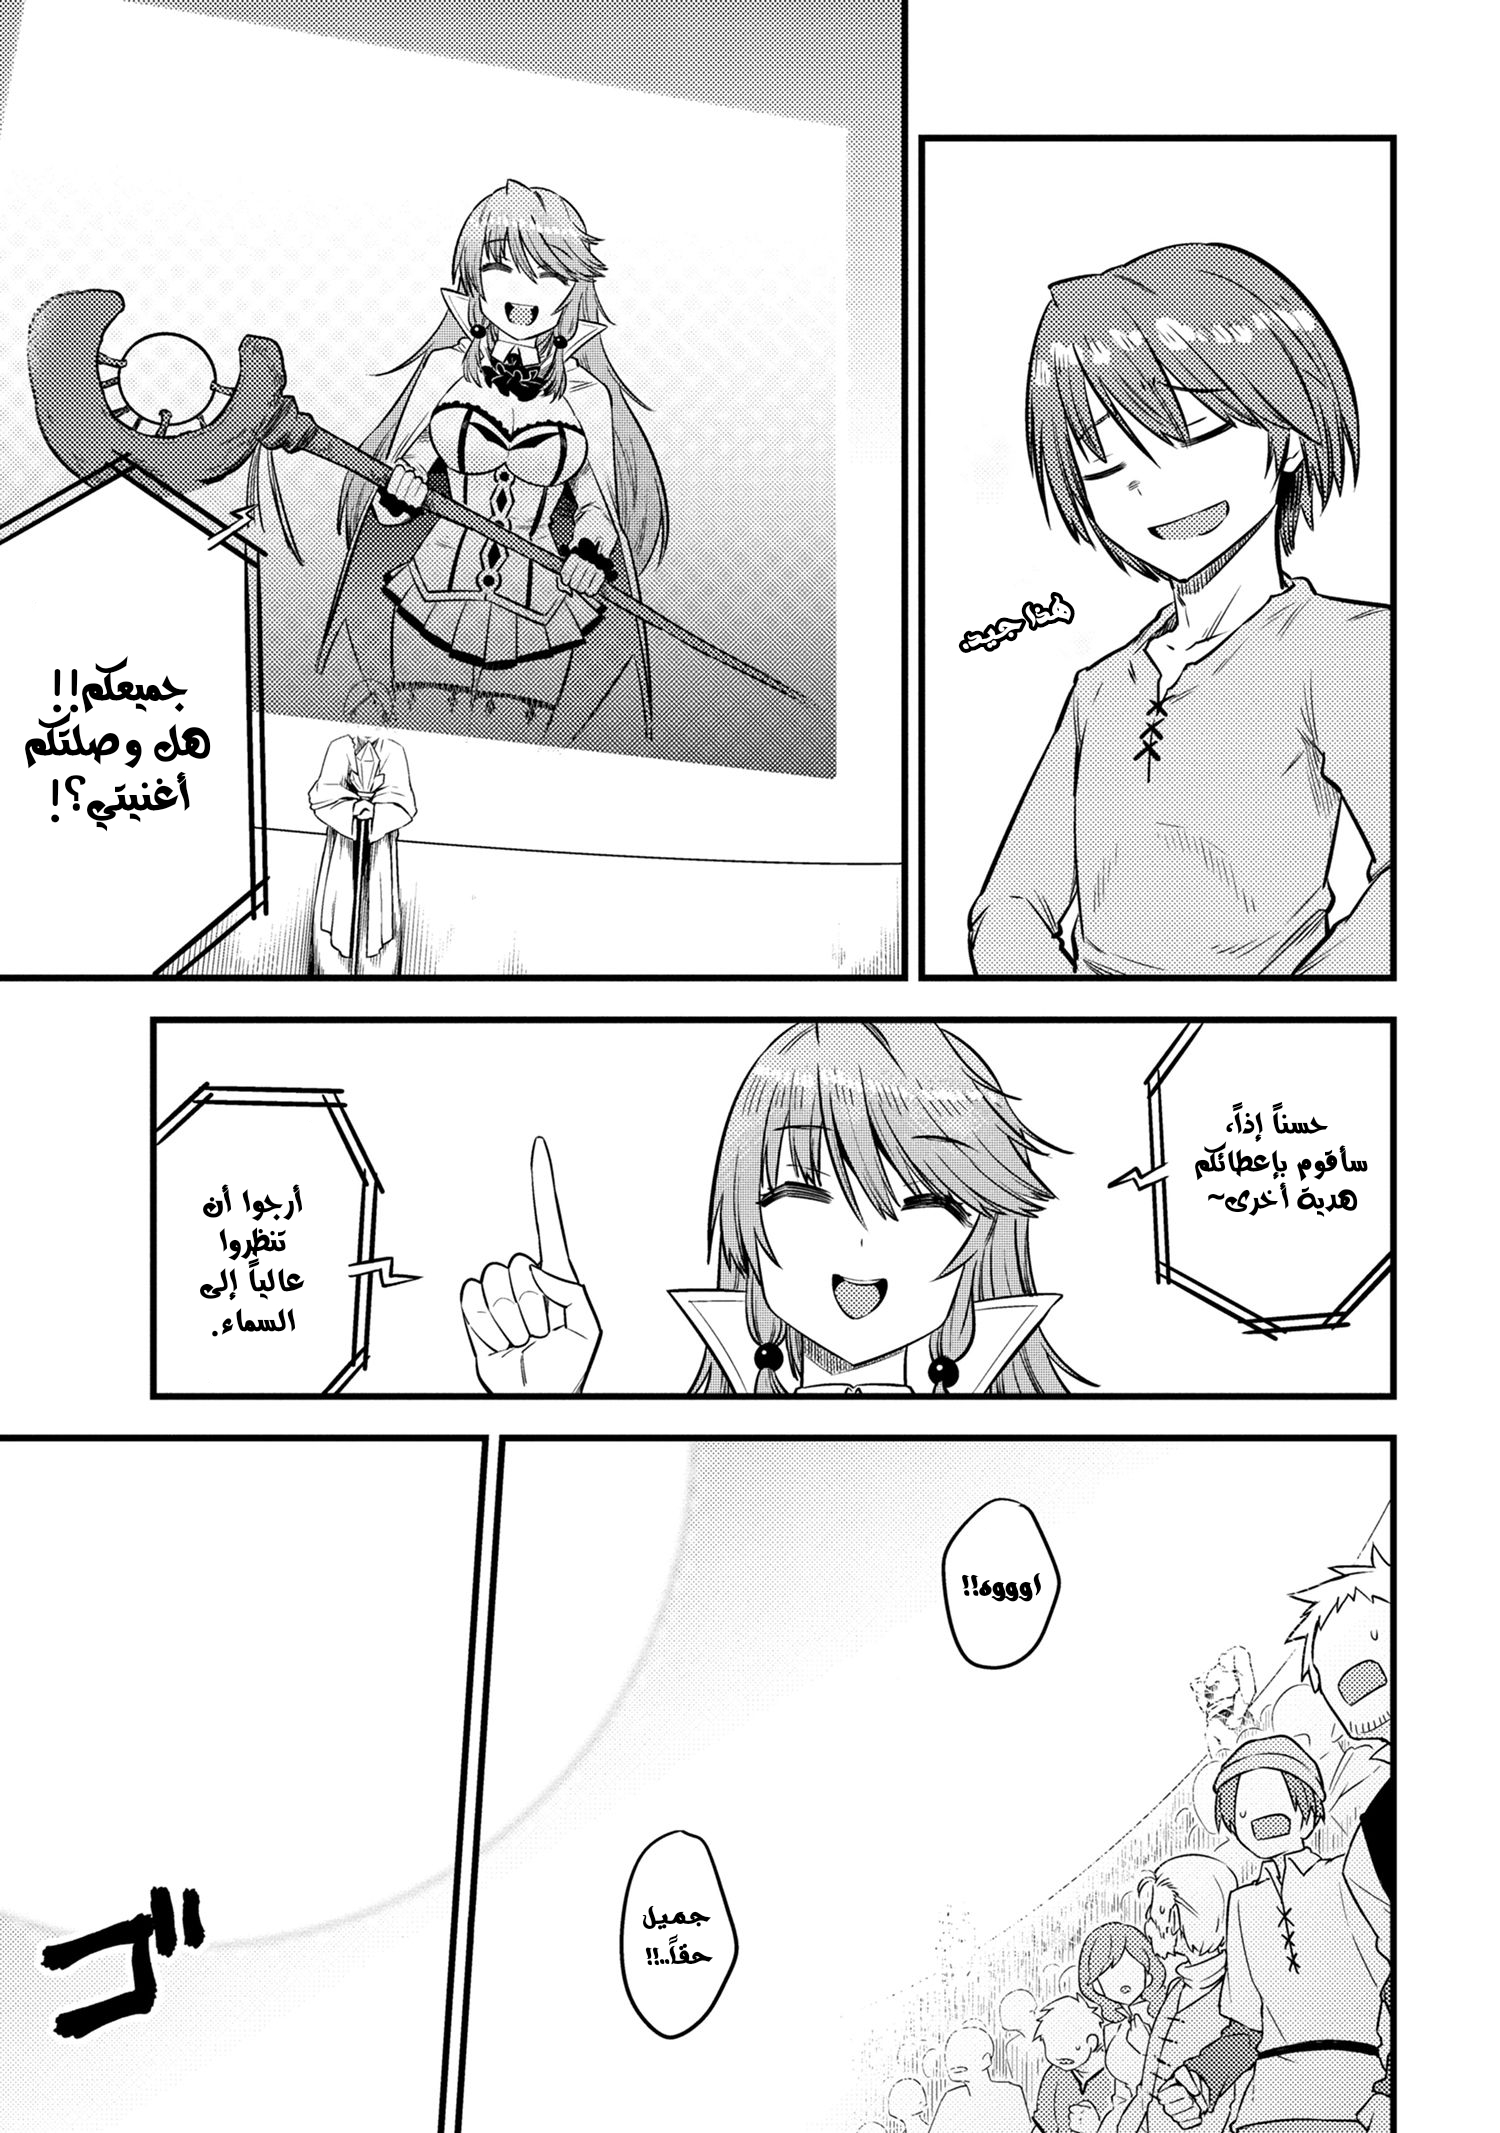 هذا جيد.
جميعكم!!
هل وصلتكم
أغنيتي؟!
حسناً إذاً،
سأقوم بإعطائكم
هدية أخرى~
أرجوا أن
تنظروا
عالياً إلى
السماء.
اوووه!!
جميل
حقاً..!!
ゴ